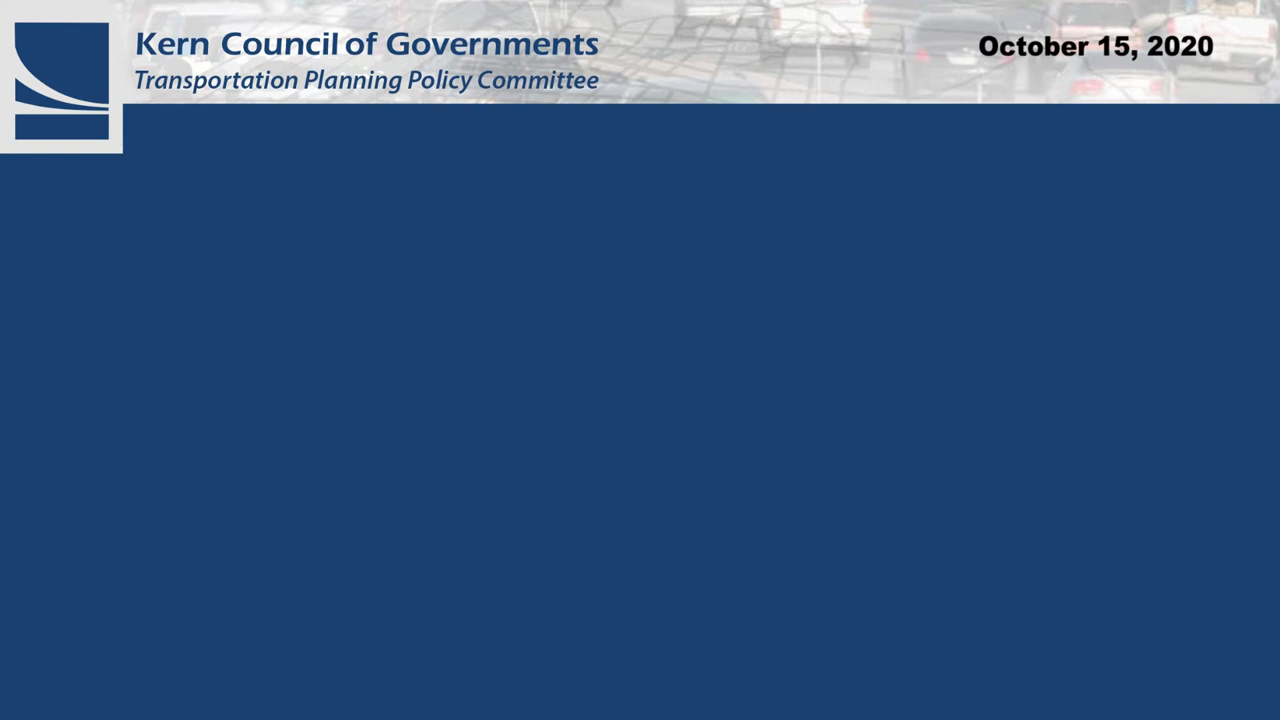 Kern Council of Governments
Transportation Planning Policy Committee
October 15, 2020